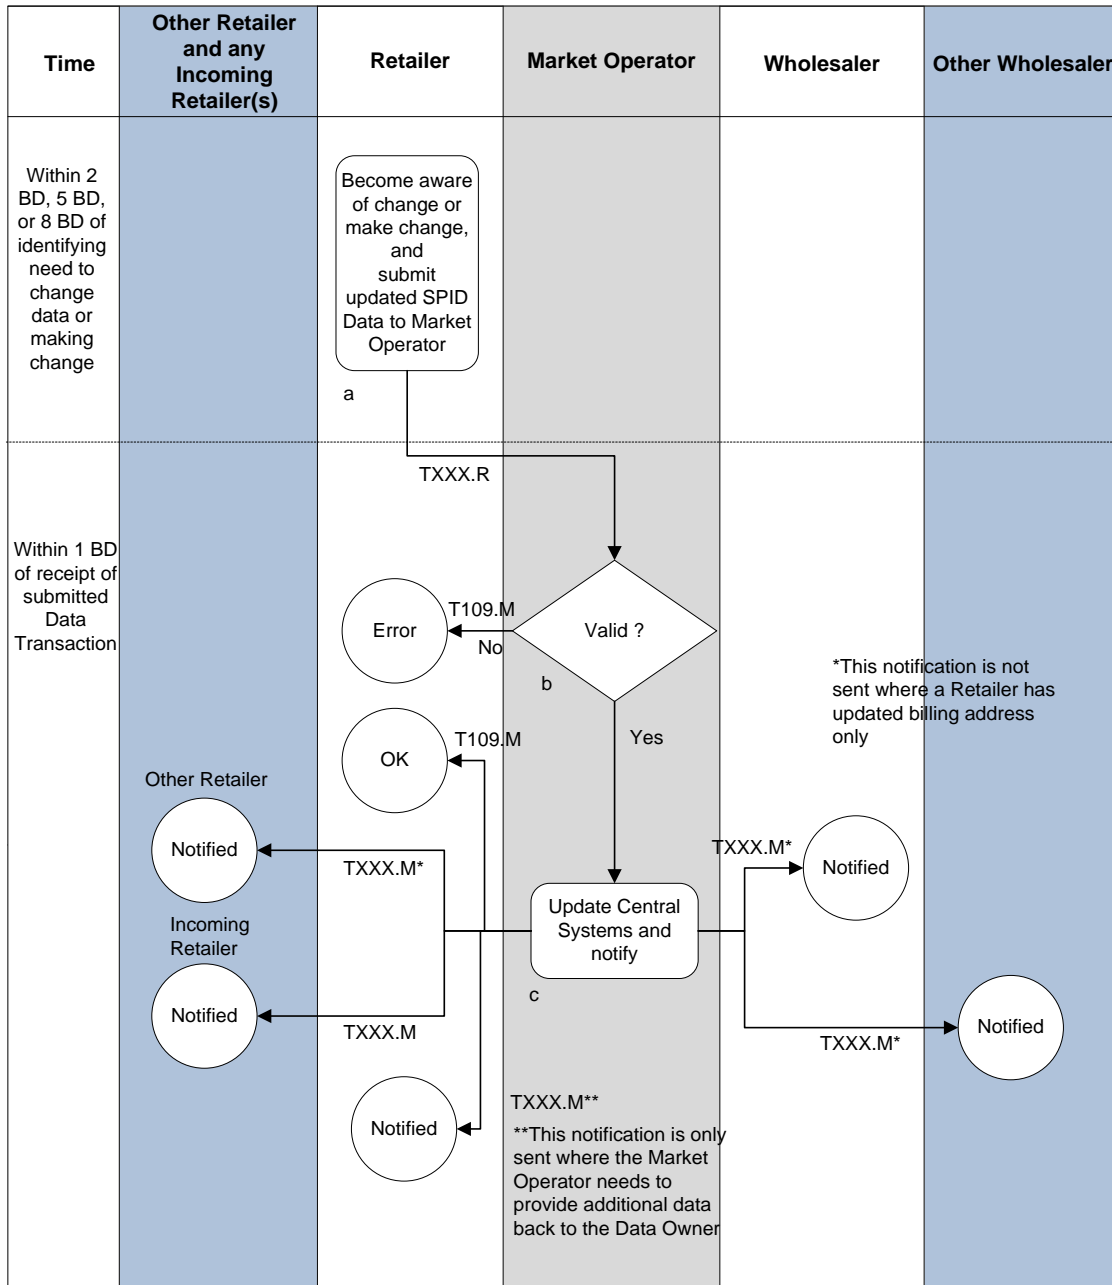 Time
Other Retailer
and any
Incoming
Retailer(s)
Retailer
Market Operator
Wholesaler
Other Wholesaler
Within 2
BD, 5 BD,
or 8 BD of
identifying
need to
change
data or
making
change
Become aware
of change or
make change,
and
submit
updated SPID
Data to Market
Operator
a
TXXX.R
Within 1 BD
of receipt of
submitted
Data
Transaction
Error
T109.M
No
Valid ?
b
*This notification is not
sent where a Retailer has
updated billing address
only
OK
T109.M
Yes
Other Retailer
Notified
TXXX.M*
TXXX.M*
Notified
Update Central
Systems and
notify
c
Incoming
Retailer
Notified
TXXX.M
TXXX.M*
Notified
Notified
TXXX.M**
**This notification is only
sent where the Market
Operator needs to
provide additional data
back to the Data Owner